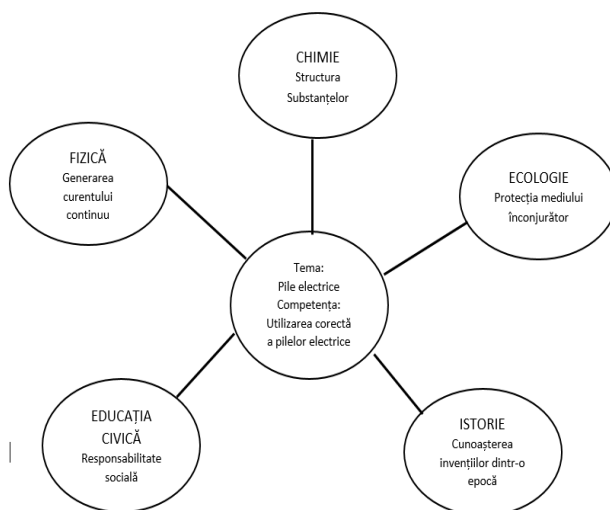 CHIMIE
Structura
Substanțelor
FIZICĂ
Generarea
curentului
continuu
ECOLOGIE
Protecția mediului
înconjurător
Tema:
Pile electrice
Competența:
Utilizarea corectă
a pilelor electrice
EDUCAȚIA
CIVICĂ
Responsabilitate
socială
ISTORIE
Cunoașterea
invențiilor dintr-o
epocă